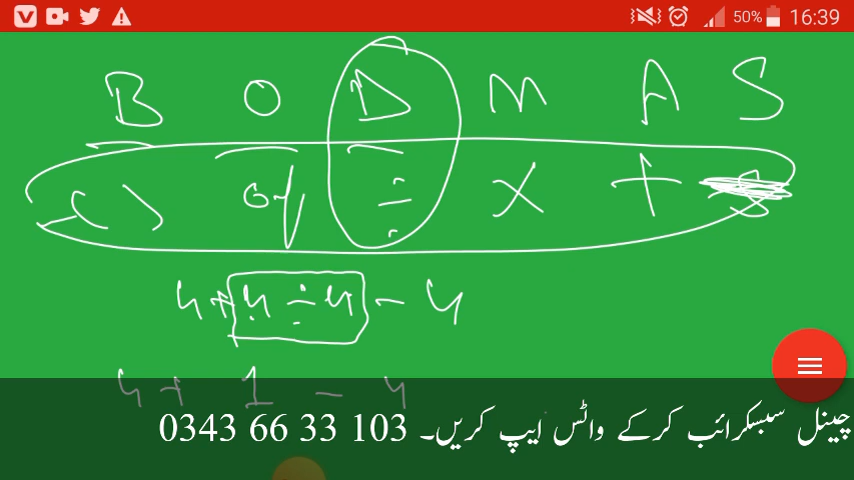 50% 16:39
B O D M A S
( ) of ÷ × +
4+4÷4-4
4+ 1 - 4
چینل سبسکرائب کرکے واٹس ایپ کریں۔ 103 33 66 0343